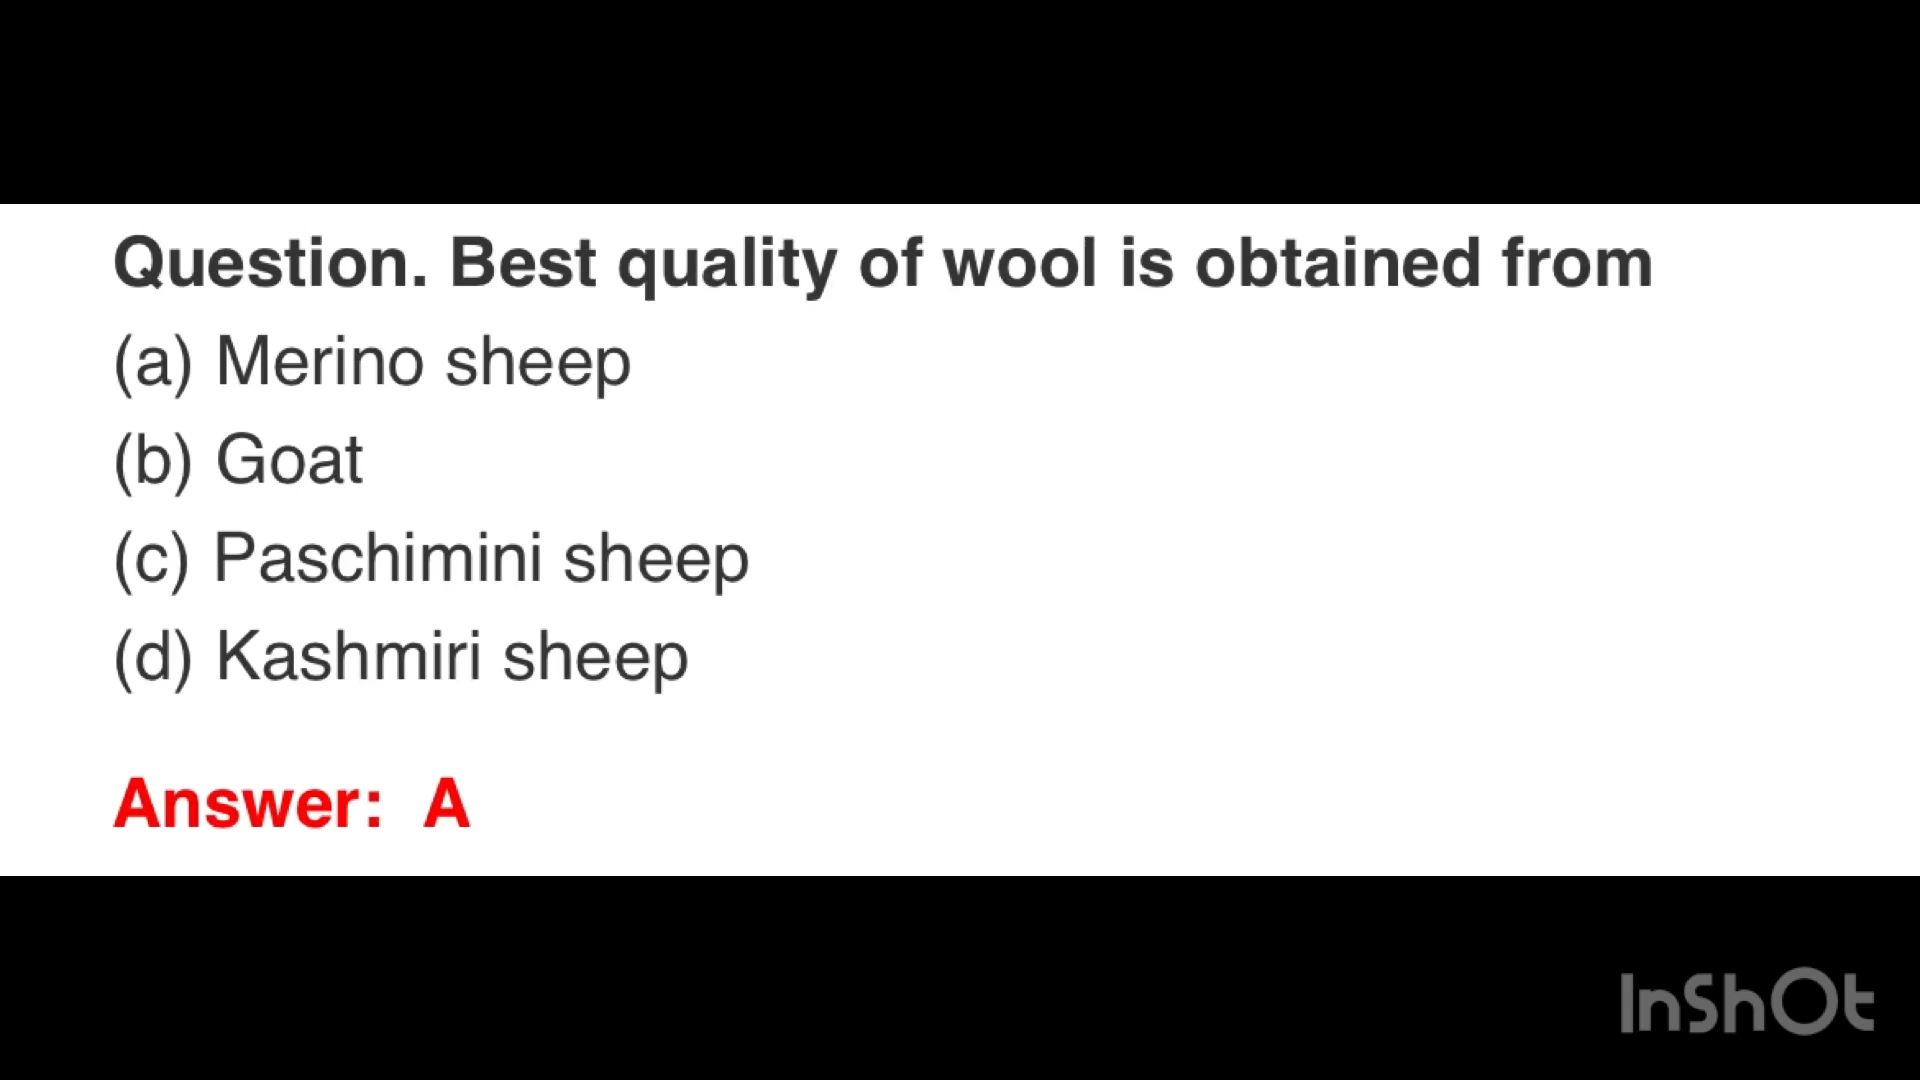 Question. Best quality of wool is obtained from
(a) Merino sheep
(b) Goat
(c) Paschimini sheep
(d) Kashmiri sheep
Answer: A
InShOt